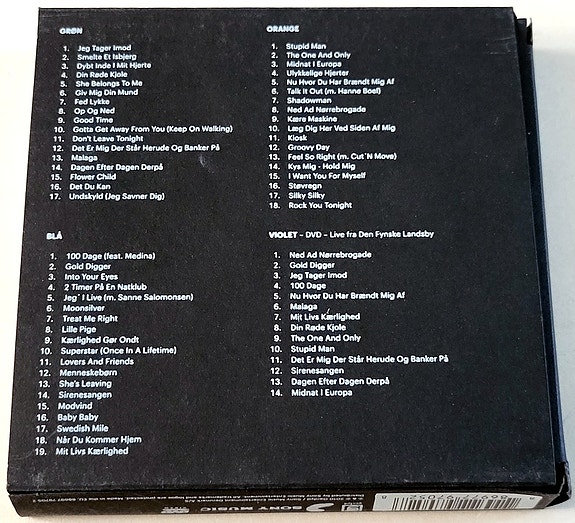 GRØN
1. Jeg Tager Imod
2. Smelte Et Isbjerg
3. Dybt Inde I Mit Hjerte
4. Din Røde Kjole
5. She Belongs To Me
6. Giv Mig Din Mund
7. Fed Lykke
8. Op Og Ned
9. Good Time
10. Gotta Get Away From You (Keep On Walking)
11. Don't Leave Tonight
12. Det Er Mig Der Står Herude Og Banker På
13. Malaga
14. Dagen Efter Dagen Derpå
15. Flower Child
16. Det Du Kan
17. Undskyld (Jeg Savner Dig)
ORANGE
1. Stupid Man
2. The One And Only
3. Midnat I Europa
4. Ulykkelige Hjerter
5. Nu Hvor Du Har Brændt Mig Af
6. Talk It Out (m. Hanne Boel)
7. Shadowman
8. Ned Ad Nørrebrogade
9. Kære Maskine
10. Læg Dig Her Ved Siden Af Mig
11. Kiosk
12. Groovy Day
13. Feel So Right (m. Cut´N Move)
14. Kys Mig - Hold Mig
15. I Want You For Myself
16. Støvregn
17. Silky Silky
18. Rock You Tonight
BLÅ
1. 100 Dage (feat. Medina)
2. Gold Digger
3. Into Your Eyes
4. 2 Timer På En Natklub
5. Jeg´ I Live (m. Sanne Salomonsen)
6. Moonsilver
7. Treat Me Right
8. Lille Pige
9. Kærlighed Gør Ondt
10. Superstar (Once In A Lifetime)
11. Lovers And Friends
12. Menneskebørn
13. She's Leaving
14. Sirenesangen
15. Modvind
16. Baby Baby
17. Swedish Mile
18. Når Du Kommer Hjem
19. Mit Livs Kærlighed
VIOLET - DVD - Live fra Den Fynske Landsby
1. Ned Ad Nørrebrogade
2. Gold Digger
3. Jeg Tager Imod
4. 100 Dage
5. Nu Hvor Du Har Brændt Mig Af
6. Malaga
7. Mit Livs Kærlighed
8. Din Røde Kjole
9. The One And Only
10. Stupid Man
11. Det Er Mig Der Står Herude Og Banker På
12. Sirenesangen
13. Dagen Efter Dagen Derpå
14. Midnat I Europa
SONY MUSIC